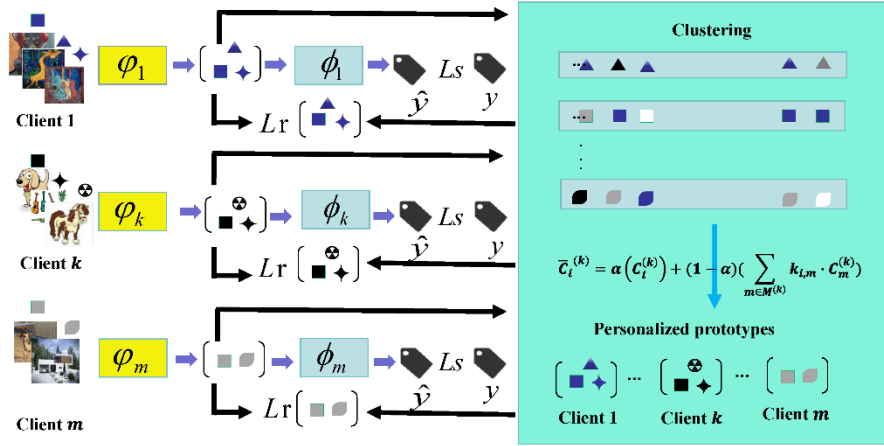 φ₁
ϕ₁
ŷ
Ls
y
Client 1
Lr
φₖ
ϕₖ
ŷ
Ls
y
Client k
Lr
φₘ
ϕₘ
ŷ
Ls
y
Lr
Client m
Clustering
...
...
. . .
C̅ᵢ⁽ᵏ⁾ = α(Cᵢ⁽ᵏ⁾) + (1 − α)(∑_{m∈M⁽ᵏ⁾} k_{i,m} · Cₘ⁽ᵏ⁾)
Personalized prototypes
... ...
Client 1 Client k Client m